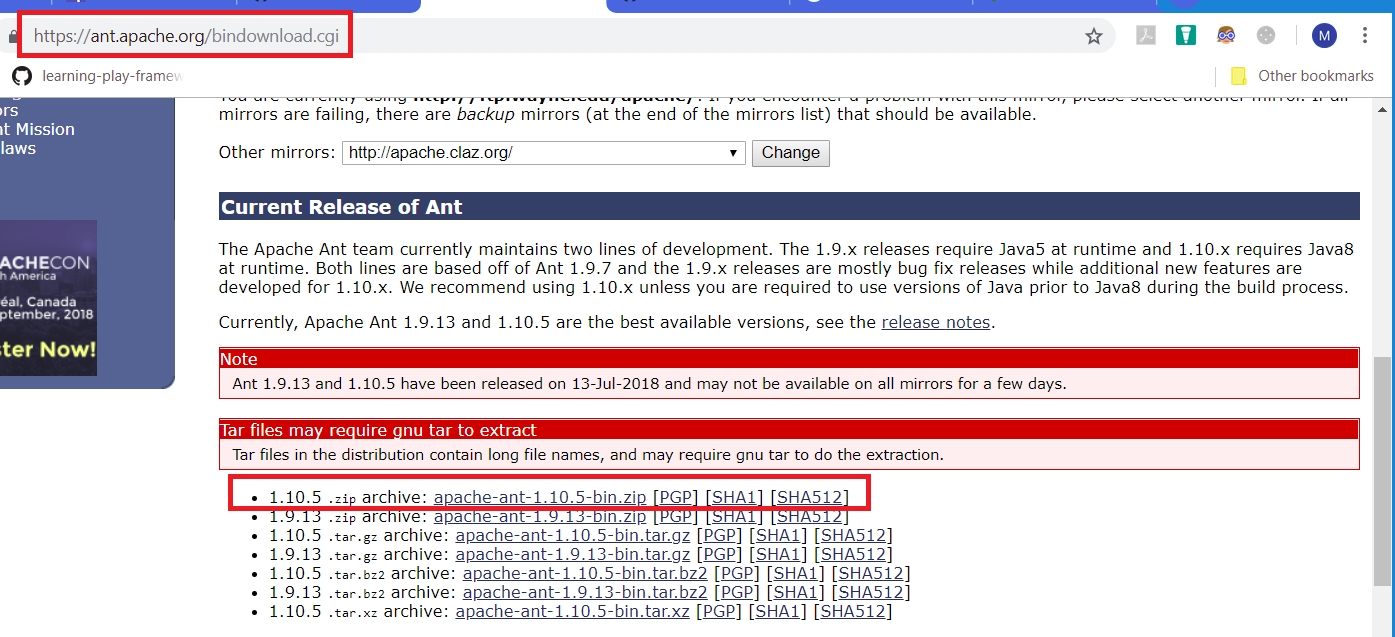 https://ant.apache.org/bindownload.cgi
M
learning-play-framew
Other bookmarks
ors
nt Mission
laws
mirrors are failing, there are backup mirrors (at the end of the mirrors list) that should be available.
Other mirrors: http://apache.claz.org/ Change
ACHECON
h America
éal, Canada
eptember, 2018
ster Now!
Current Release of Ant
The Apache Ant team currently maintains two lines of development. The 1.9.x releases require Java5 at runtime and 1.10.x requires Java8
at runtime. Both lines are based off of Ant 1.9.7 and the 1.9.x releases are mostly bug fix releases while additional new features are
developed for 1.10.x. We recommend using 1.10.x unless you are required to use versions of Java prior to Java8 during the build process.
Currently, Apache Ant 1.9.13 and 1.10.5 are the best available versions, see the release notes.
Note
Ant 1.9.13 and 1.10.5 have been released on 13-Jul-2018 and may not be available on all mirrors for a few days.
Tar files may require gnu tar to extract
Tar files in the distribution contain long file names, and may require gnu tar to do the extraction.
• 1.10.5 .zip archive: apache-ant-1.10.5-bin.zip [PGP] [SHA1] [SHA512]
• 1.9.13 .zip archive: apache-ant-1.9.13-bin.zip [PGP] [SHA1] [SHA512]
• 1.10.5 .tar.gz archive: apache-ant-1.10.5-bin.tar.gz [PGP] [SHA1] [SHA512]
• 1.9.13 .tar.gz archive: apache-ant-1.9.13-bin.tar.gz [PGP] [SHA1] [SHA512]
• 1.10.5 .tar.bz2 archive: apache-ant-1.10.5-bin.tar.bz2 [PGP] [SHA1] [SHA512]
• 1.9.13 .tar.bz2 archive: apache-ant-1.9.13-bin.tar.bz2 [PGP] [SHA1] [SHA512]
• 1.10.5 .tar.xz archive: apache-ant-1.10.5-bin.tar.xz [PGP] [SHA1] [SHA512]